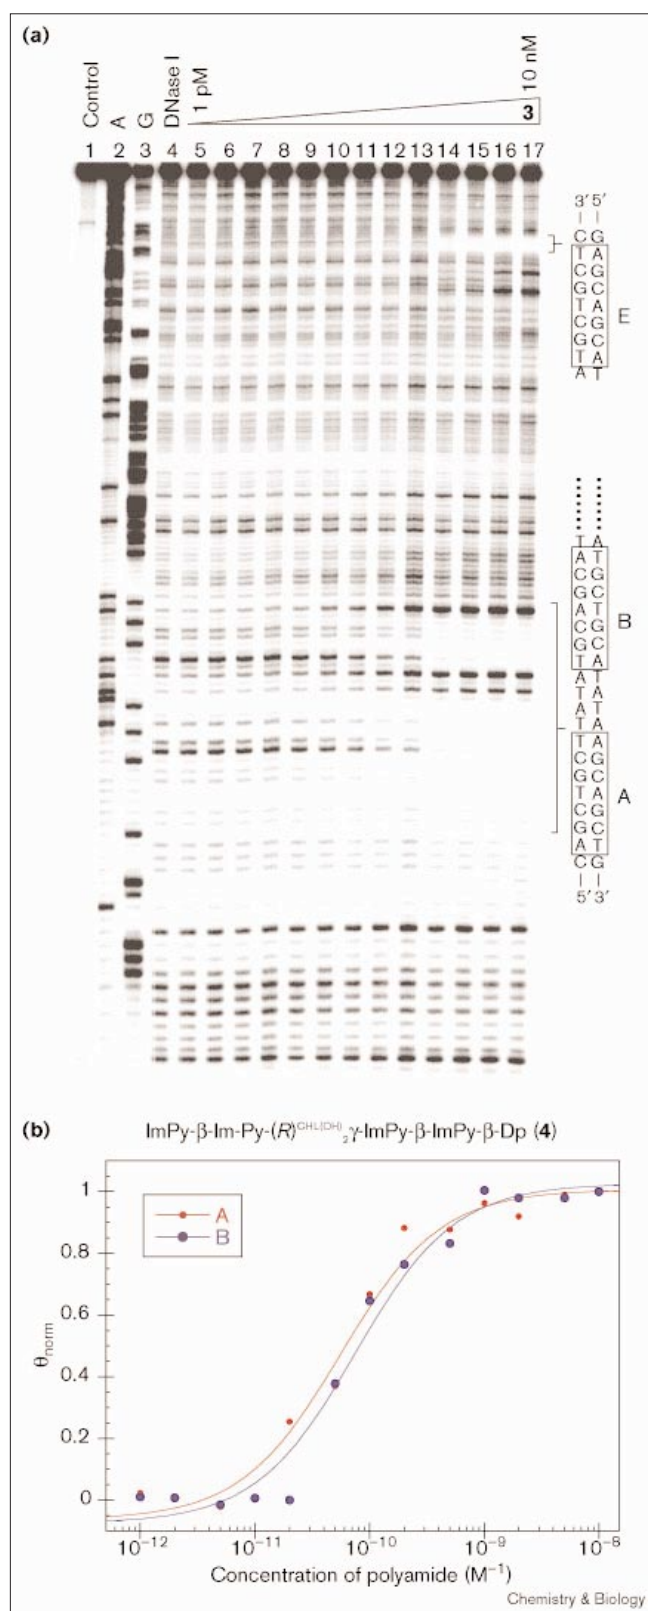 (a)
Control
A
G
DNase I
1 pM
10 nM
3
1 2 3 4 5 6 7 8 9 10 11 12 13 14 15 16 17
3′ 5′
C G
T A
C G
G C
T A
C G
G C
T A
A T
E
T A
A T
C G
G C
A T
C G
G C
T A
A T
T A
A T
T A
T A
C G
G C
T A
C G
G C
A T
C G
B
A
5′ 3′
(b)
ImPy-β-Im-Py-(R)^CHL(OH)₂γ-ImPy-β-ImPy-β-Dp (4)
A
B
1
0.8
0.6
0.4
0.2
0
θnorm
10⁻¹² 10⁻¹¹ 10⁻¹⁰ 10⁻⁹ 10⁻⁸
Concentration of polyamide (M⁻¹)
Chemistry & Biology